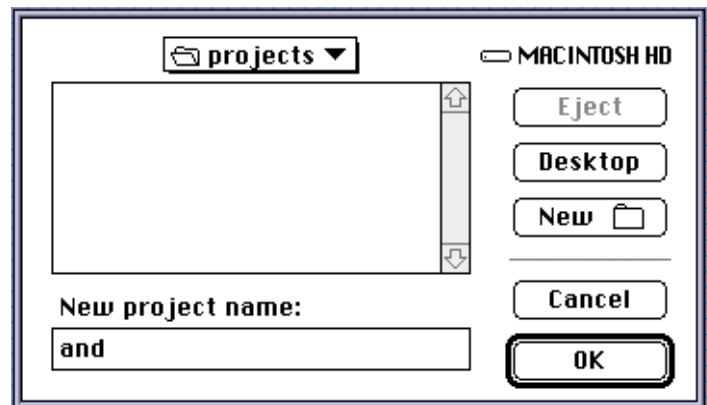 projects
MACINTOSH HD
Eject
Desktop
New
Cancel
OK
New project name:
and